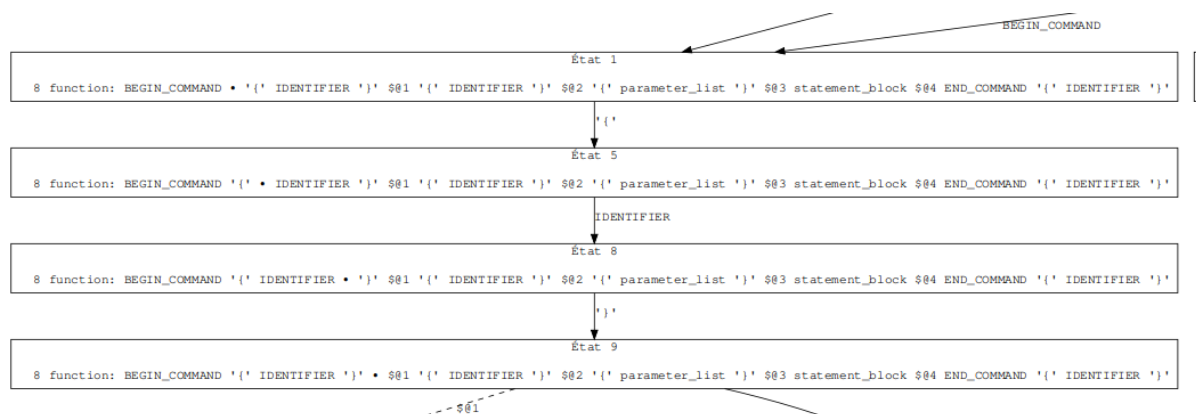 BEGIN_COMMAND
État 1
8 function: BEGIN_COMMAND • '{' IDENTIFIER '}' $@1 '{' IDENTIFIER '}' $@2 '{' parameter_list '}' $@3 statement_block $@4 END_COMMAND '{' IDENTIFIER '}'
'{'
État 5
8 function: BEGIN_COMMAND '{' • IDENTIFIER '}' $@1 '{' IDENTIFIER '}' $@2 '{' parameter_list '}' $@3 statement_block $@4 END_COMMAND '{' IDENTIFIER '}'
IDENTIFIER
État 8
8 function: BEGIN_COMMAND '{' IDENTIFIER • '}' $@1 '{' IDENTIFIER '}' $@2 '{' parameter_list '}' $@3 statement_block $@4 END_COMMAND '{' IDENTIFIER '}'
'}'
État 9
8 function: BEGIN_COMMAND '{' IDENTIFIER '}' • $@1 '{' IDENTIFIER '}' $@2 '{' parameter_list '}' $@3 statement_block $@4 END_COMMAND '{' IDENTIFIER '}'
$@1